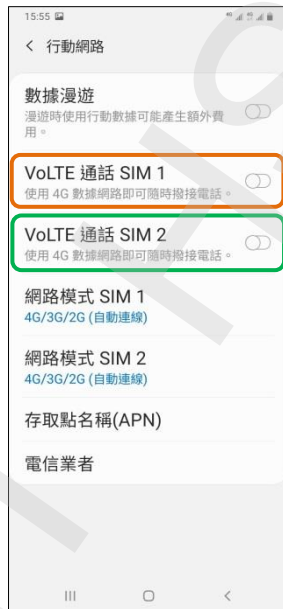 15:55
行動網路
數據漫遊
漫遊時使用行動數據可能產生額外費
用。
VoLTE 通話 SIM 1
使用 4G 數據網路即可隨時撥接電話。
VoLTE 通話 SIM 2
使用 4G 數據網路即可隨時撥接電話。
網路模式 SIM 1
4G/3G/2G (自動連線)
網路模式 SIM 2
4G/3G/2G (自動連線)
存取點名稱(APN)
電信業者